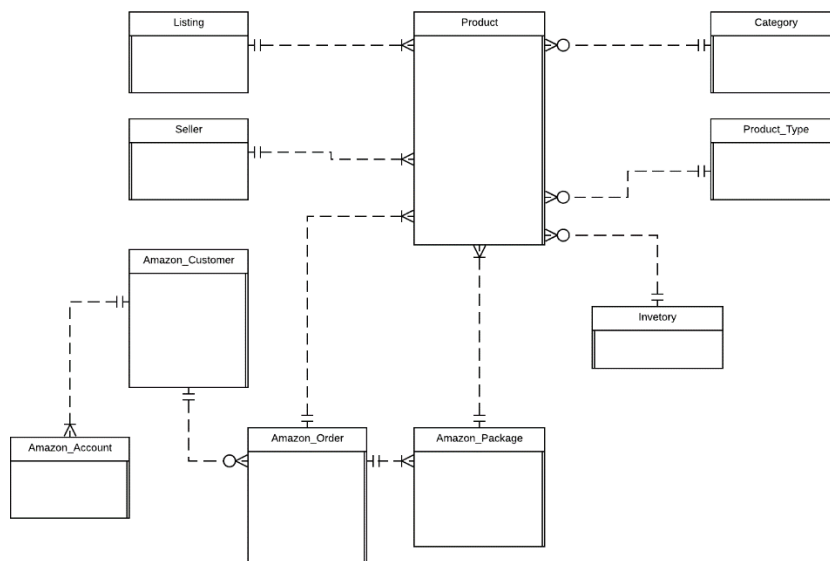 Listing
Product
Category
Seller
Product_Type
Amazon_Customer
Invetory
Amazon_Account
Amazon_Order
Amazon_Package